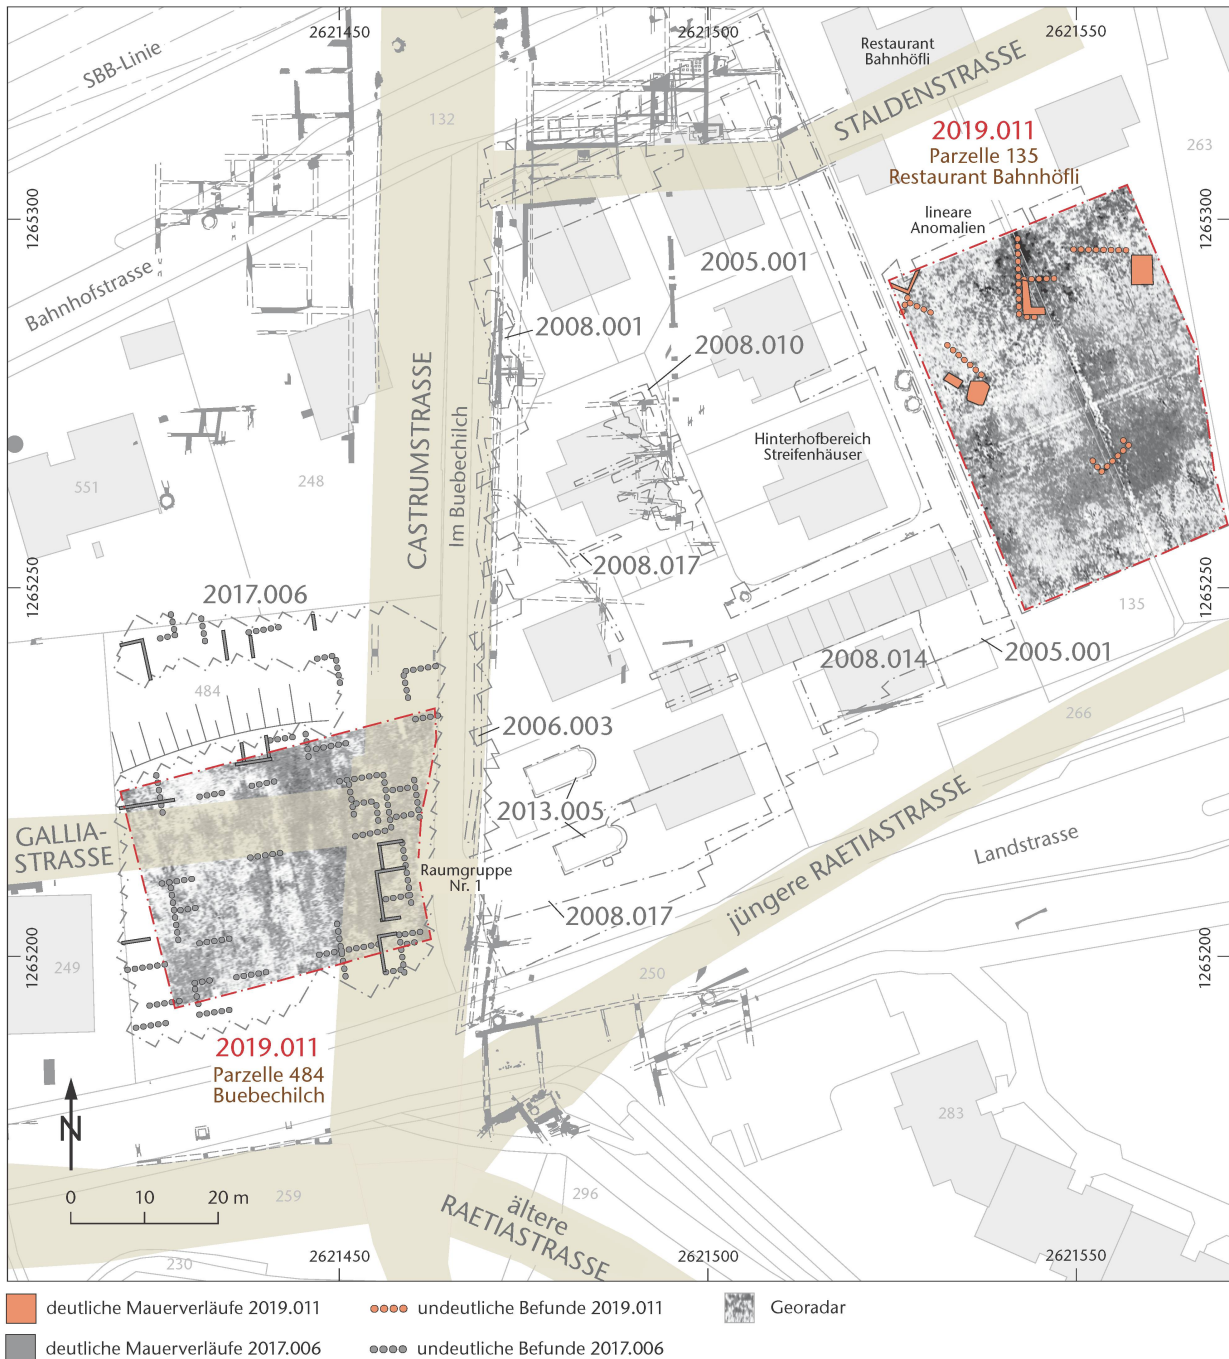 2621450
2621500
2621550
SBB-Linie
Restaurant
Bahnhöfli
STALDENSTRASSE
132
2019.011
Parzelle 135
Restaurant Bahnhöfli
263
1265300
1265300
lineare
Anomalien
Bahnhofstrasse
2005.001
2008.001
2008.010
CASTRUMSTRASSE
Im Buebechilch
Hinterhofbereich
Streifenhäuser
551
248
2008.017
1265250
1265250
2017.006
135
2008.014
2005.001
484
266
2006.003
2013.005
GALLIA-
STRASSE
jüngere RAETIASTRASSE
Landstrasse
Raumgruppe
Nr. 1
2008.017
249
250
1265200
1265200
2019.011
Parzelle 484
Buebechilch
283
N
0 10 20 m
259
296
ältere
RAETIASTRASSE
230
2621450
2621500
2621550
deutliche Mauerverläufe 2019.011
undeutliche Befunde 2019.011
Georadar
deutliche Mauerverläufe 2017.006
undeutliche Befunde 2017.006